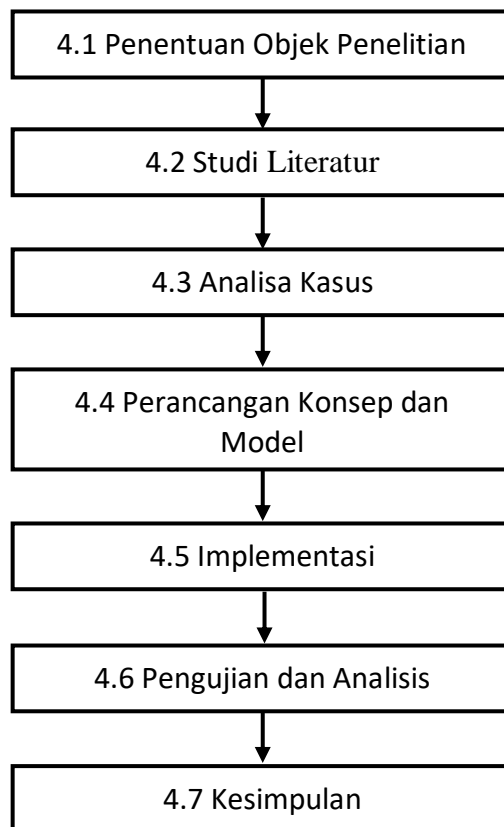 4.1 Penentuan Objek Penelitian
4.2 Studi Literatur
4.3 Analisa Kasus
4.4 Perancangan Konsep dan
Model
4.5 Implementasi
4.6 Pengujian dan Analisis
4.7 Kesimpulan